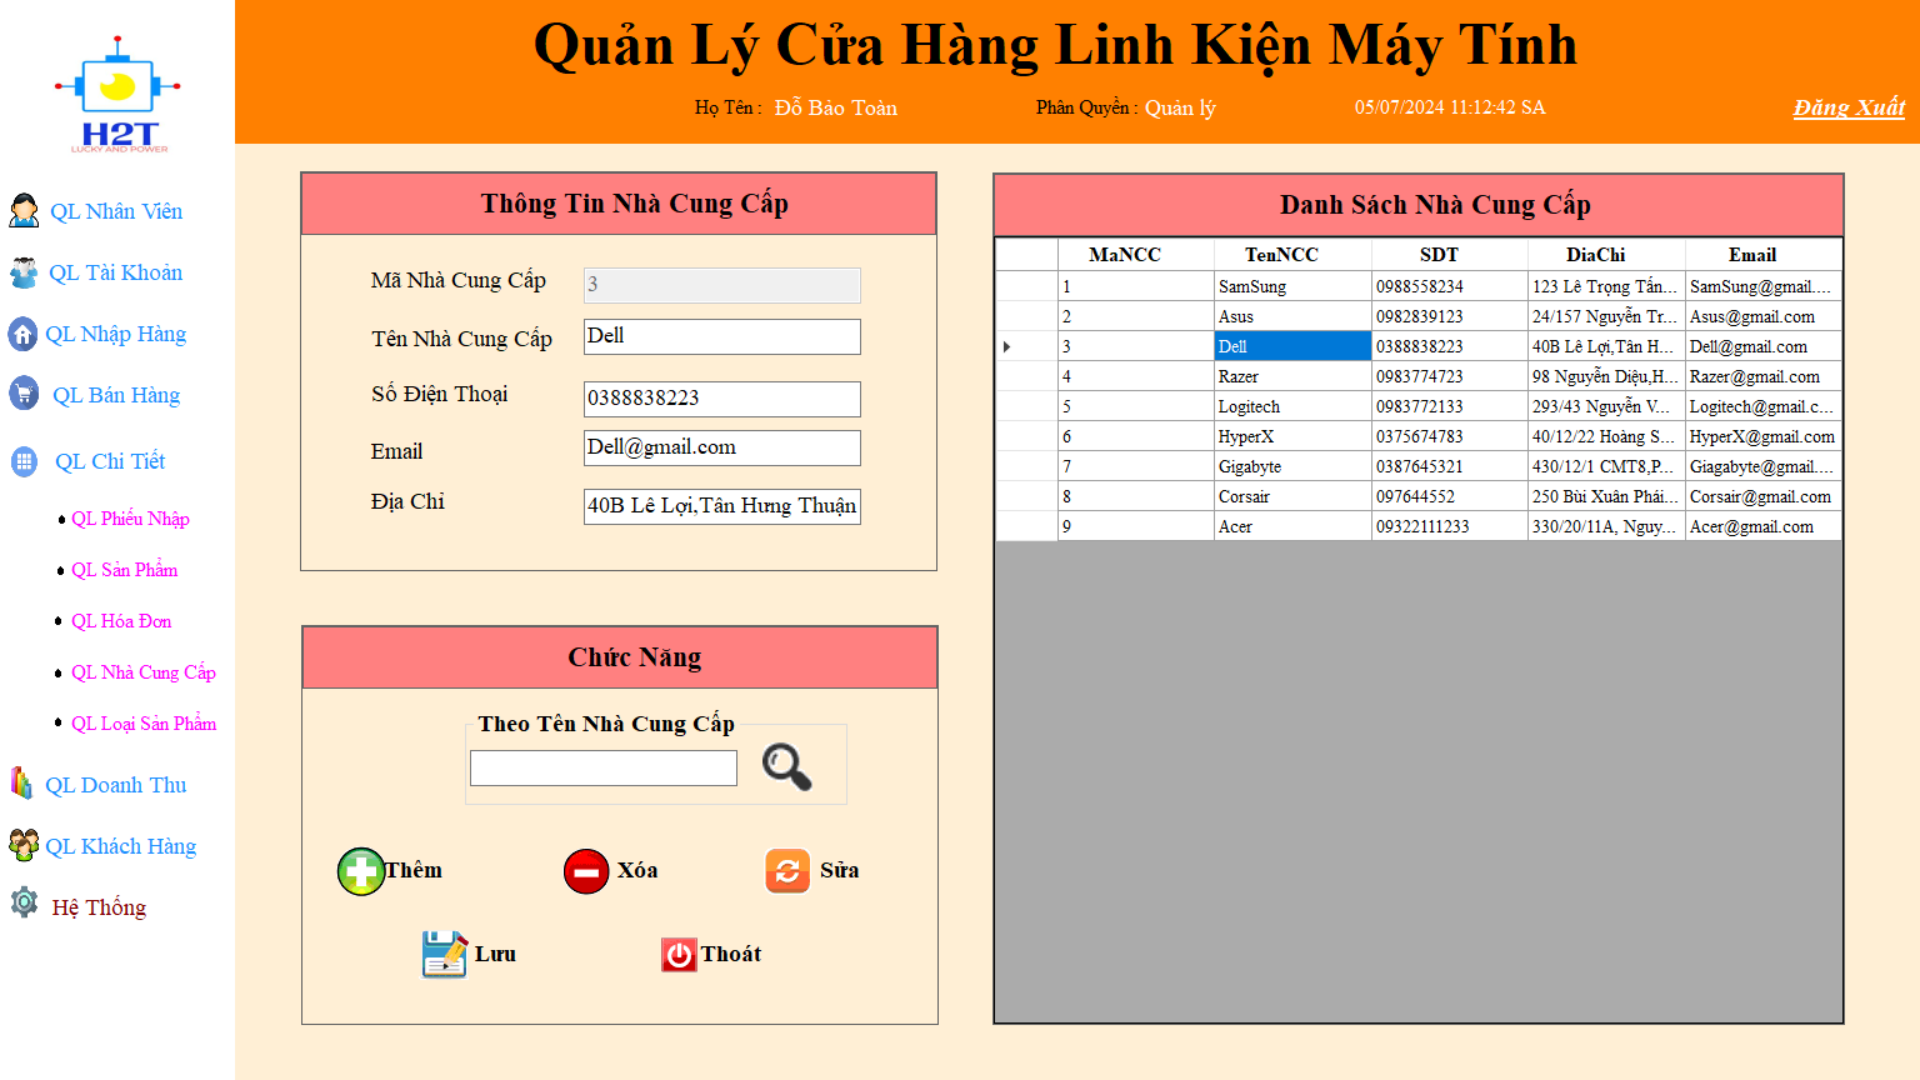 H2T
LUCKY AND POWER
Quản Lý Cửa Hàng Linh Kiện Máy Tính
Họ Tên : Đỗ Bảo Toàn Phân Quyền : Quản lý 05/07/2024 11:12:42 SA Đăng Xuất
QL Nhân Viên
QL Tài Khoản
QL Nhập Hàng
QL Bán Hàng
QL Chi Tiết
QL Phiếu Nhập
QL Sản Phẩm
QL Hóa Đơn
QL Nhà Cung Cấp
QL Loại Sản Phẩm
QL Doanh Thu
QL Khách Hàng
Hệ Thống
Thông Tin Nhà Cung Cấp
Mã Nhà Cung Cấp 3
Tên Nhà Cung Cấp Dell
Số Điện Thoại 0388838223
Email Dell@gmail.com
Địa Chỉ 40B Lê Lợi,Tân Hưng Thuận
Chức Năng
Theo Tên Nhà Cung Cấp
Thêm Xóa Sửa
Lưu Thoát
Danh Sách Nhà Cung Cấp
MaNCC TenNCC SDT DiaChi Email
1 SamSung 0988558234 123 Lê Trọng Tấn... SamSung@gmail....
2 Asus 0982839123 24/157 Nguyễn Tr... Asus@gmail.com
3 Dell 0388838223 40B Lê Lợi,Tân H... Dell@gmail.com
4 Razer 0983774723 98 Nguyễn Diệu,H... Razer@gmail.com
5 Logitech 0983772133 293/43 Nguyễn V... Logitech@gmail.c...
6 HyperX 0375674783 40/12/22 Hoàng S... HyperX@gmail.com
7 Gigabyte 0387645321 430/12/1 CMT8,P... Giagabyte@gmail....
8 Corsair 097644552 250 Bùi Xuân Phái... Corsair@gmail.com
9 Acer 09322111233 330/20/11A, Nguy... Acer@gmail.com